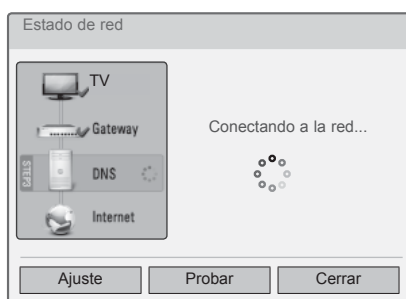 Estado de red
TV
Gateway
STEP3
DNS
Internet
Conectando a la red...
Ajuste
Probar
Cerrar